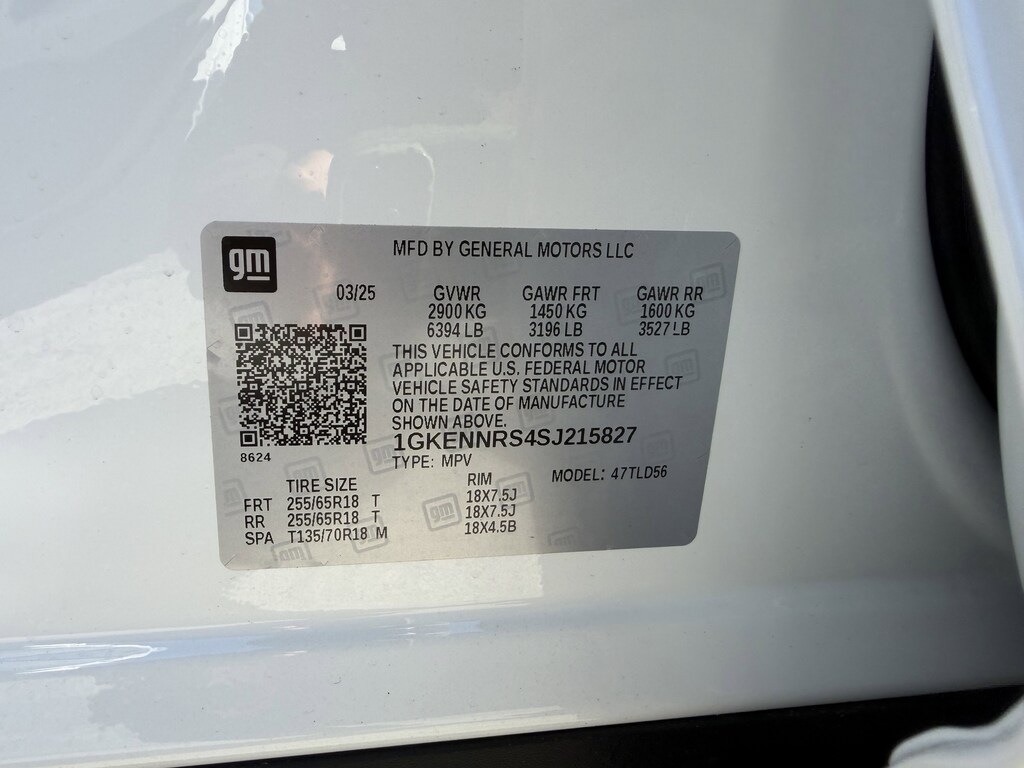 gm
MFD BY GENERAL MOTORS LLC
03/25 GVWR GAWR FRT GAWR RR
2900 KG 1450 KG 1600 KG
6394 LB 3196 LB 3527 LB
THIS VEHICLE CONFORMS TO ALL
APPLICABLE U.S. FEDERAL MOTOR
VEHICLE SAFETY STANDARDS IN EFFECT
ON THE DATE OF MANUFACTURE
SHOWN ABOVE.
1GKENNRS4SJ215827
8624
TYPE: MPV MODEL: 47TLD56
TIRE SIZE RIM
FRT 255/65R18 T 18X7.5J
RR 255/65R18 T 18X7.5J
SPA T135/70R18 M 18X4.5B